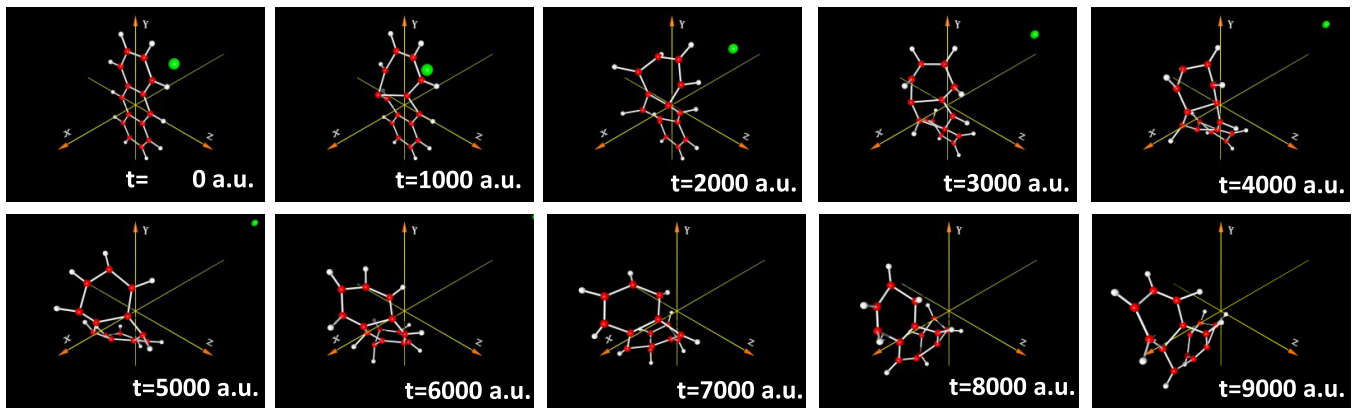 Y
X
Z
t= 0 a.u.
Y
X
Z
t=1000 a.u.
Y
X
Z
t=2000 a.u.
Y
X
Z
t=3000 a.u.
Y
X
Z
t=4000 a.u.
Y
X
Z
t=5000 a.u.
Y
X
Z
t=6000 a.u.
Y
X
Z
t=7000 a.u.
Y
X
Z
t=8000 a.u.
Y
X
Z
t=9000 a.u.